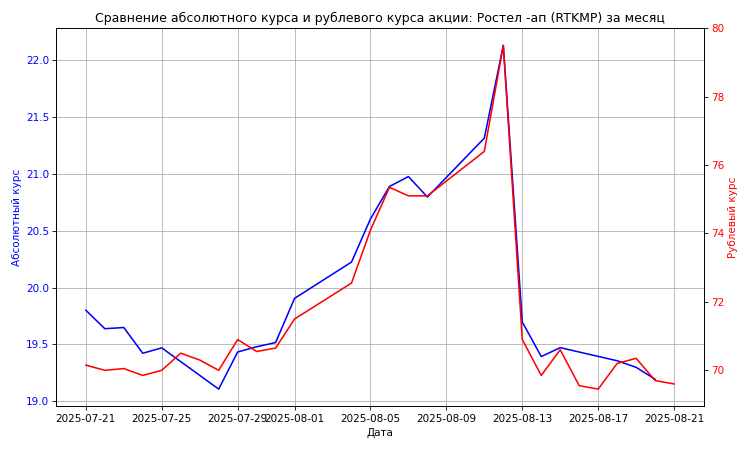 Сравнение абсолютного курса и рублевого курса акции: Ростел -ап (RTKMP) за месяц
Абсолютный курс
22.0
21.5
21.0
20.5
20.0
19.5
19.0
80
78
76
74
72
70
Рублевый курс
2025-07-21 2025-07-25 2025-07-29 2025-08-01 2025-08-05 2025-08-09 2025-08-13 2025-08-17 2025-08-21
Дата